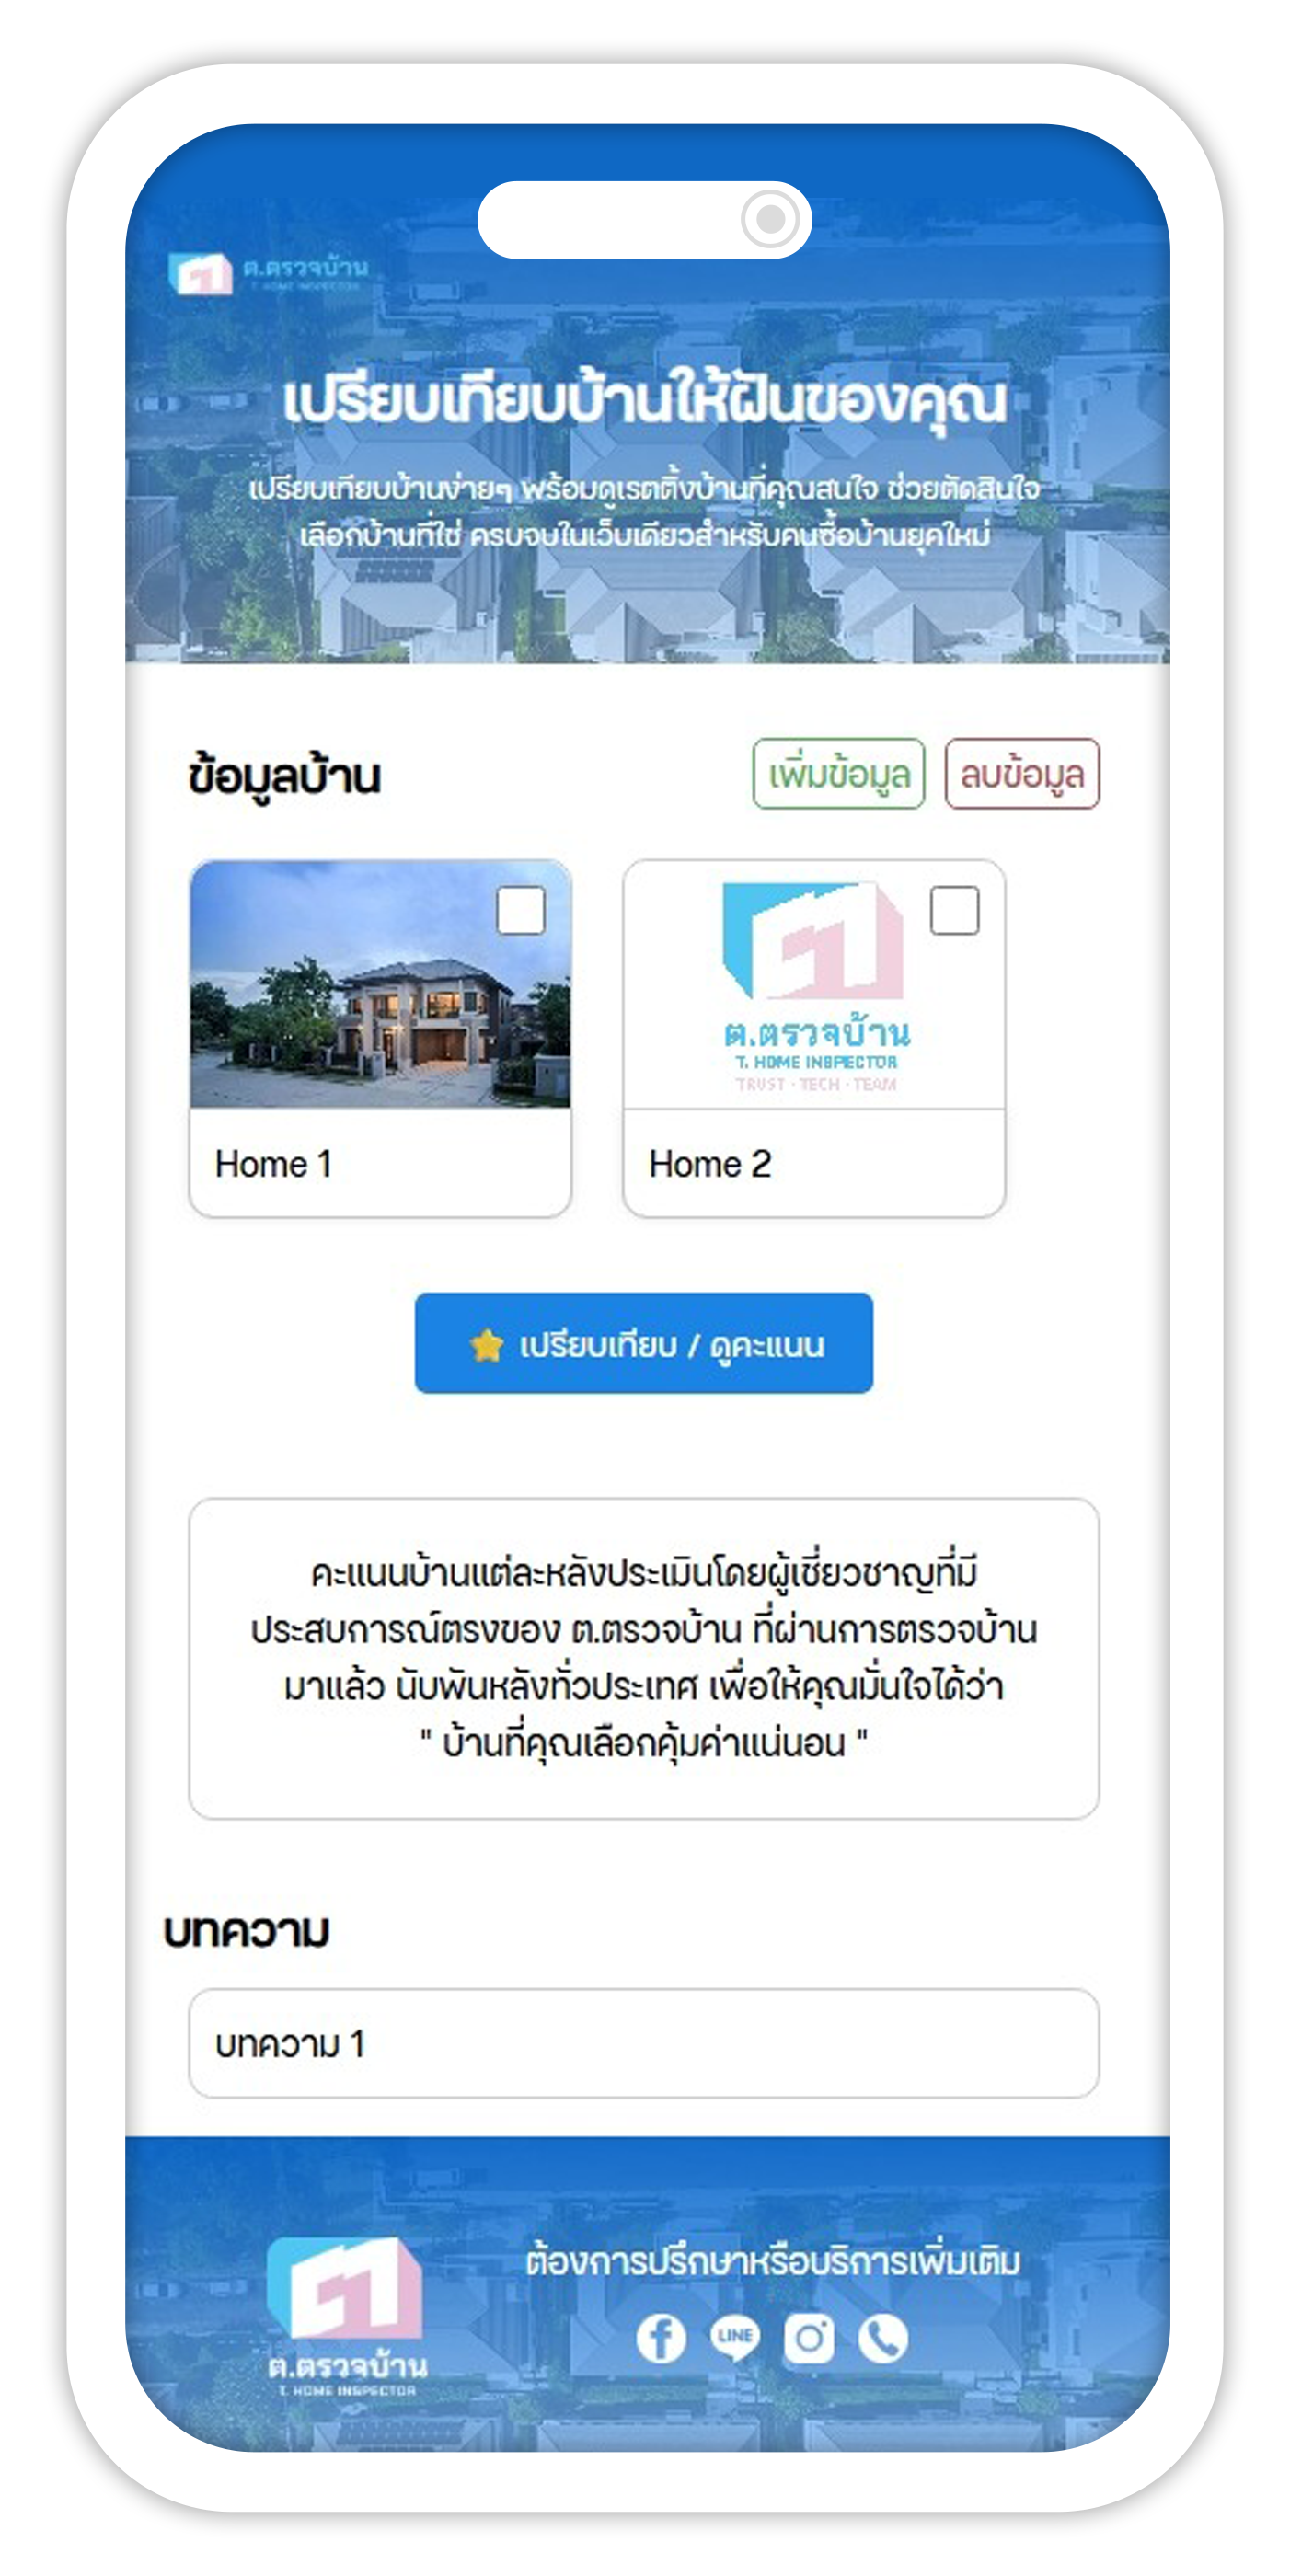 ต.ตรวจบ้าน
T. HOME INSPECTOR
เปรียบเทียบบ้านให้ฝันของคุณ
เปรียบเทียบบ้านง่ายๆ พร้อมดูเรตติ้งบ้านที่คุณสนใจ ช่วยตัดสินใจ
เลือกบ้านที่ใช่ ครบจบในเว็บเดียวสำหรับคนซื้อบ้านยุคใหม่
ข้อมูลบ้าน
เพิ่มข้อมูล
ลบข้อมูล
ต.ตรวจบ้าน
T. HOME INSPECTOR
TRUST · TECH · TEAM
Home 1
Home 2
เปรียบเทียบ / ดูคะแนน
คะแนนบ้านแต่ละหลังประเมินโดยผู้เชี่ยวชาญที่มี
ประสบการณ์ตรงของ ต.ตรวจบ้าน ที่ผ่านการตรวจบ้าน
มาแล้ว นับพันหลังทั่วประเทศ เพื่อให้คุณมั่นใจได้ว่า
" บ้านที่คุณเลือกคุ้มค่าแน่นอน "
บทความ
บทความ 1
ต้องการปรึกษาหรือบริการเพิ่มเติม
LINE
ต.ตรวจบ้าน
T. HOME INSPECTOR